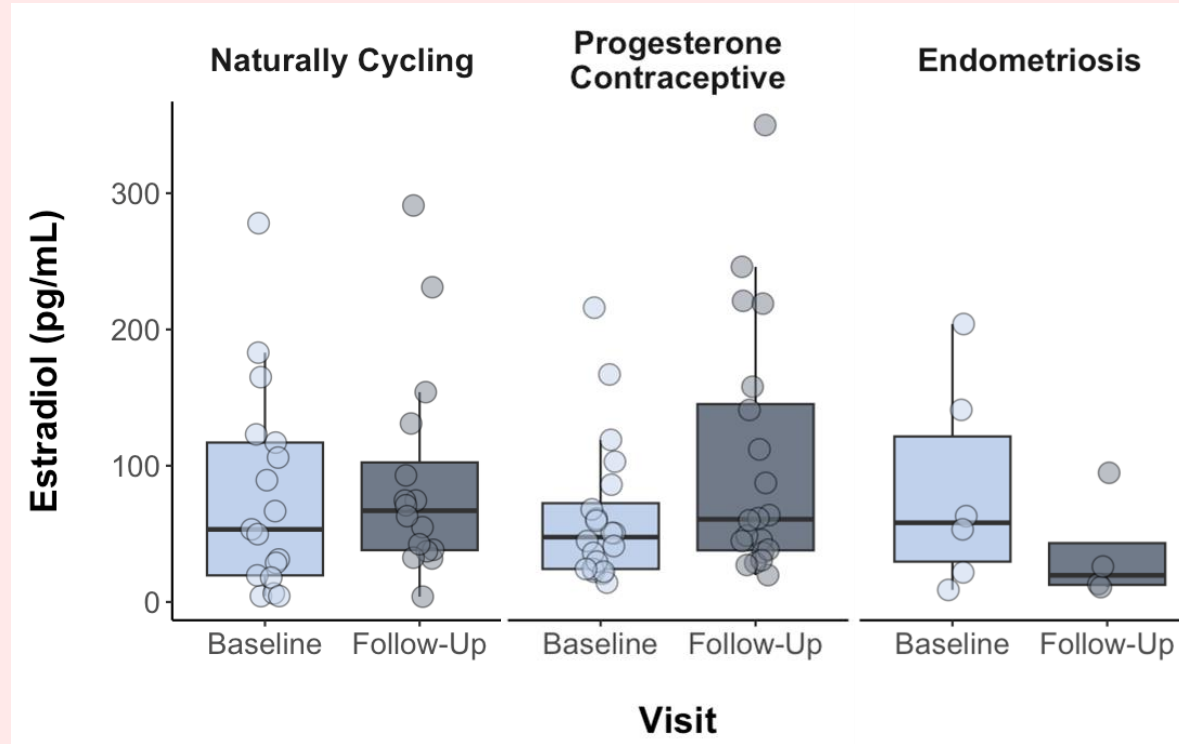 Naturally Cycling
Progesterone
Contraceptive
Endometriosis
Estradiol (pg/mL)
300
200
100
0
Baseline
Follow-Up
Baseline
Follow-Up
Baseline
Follow-Up
Visit